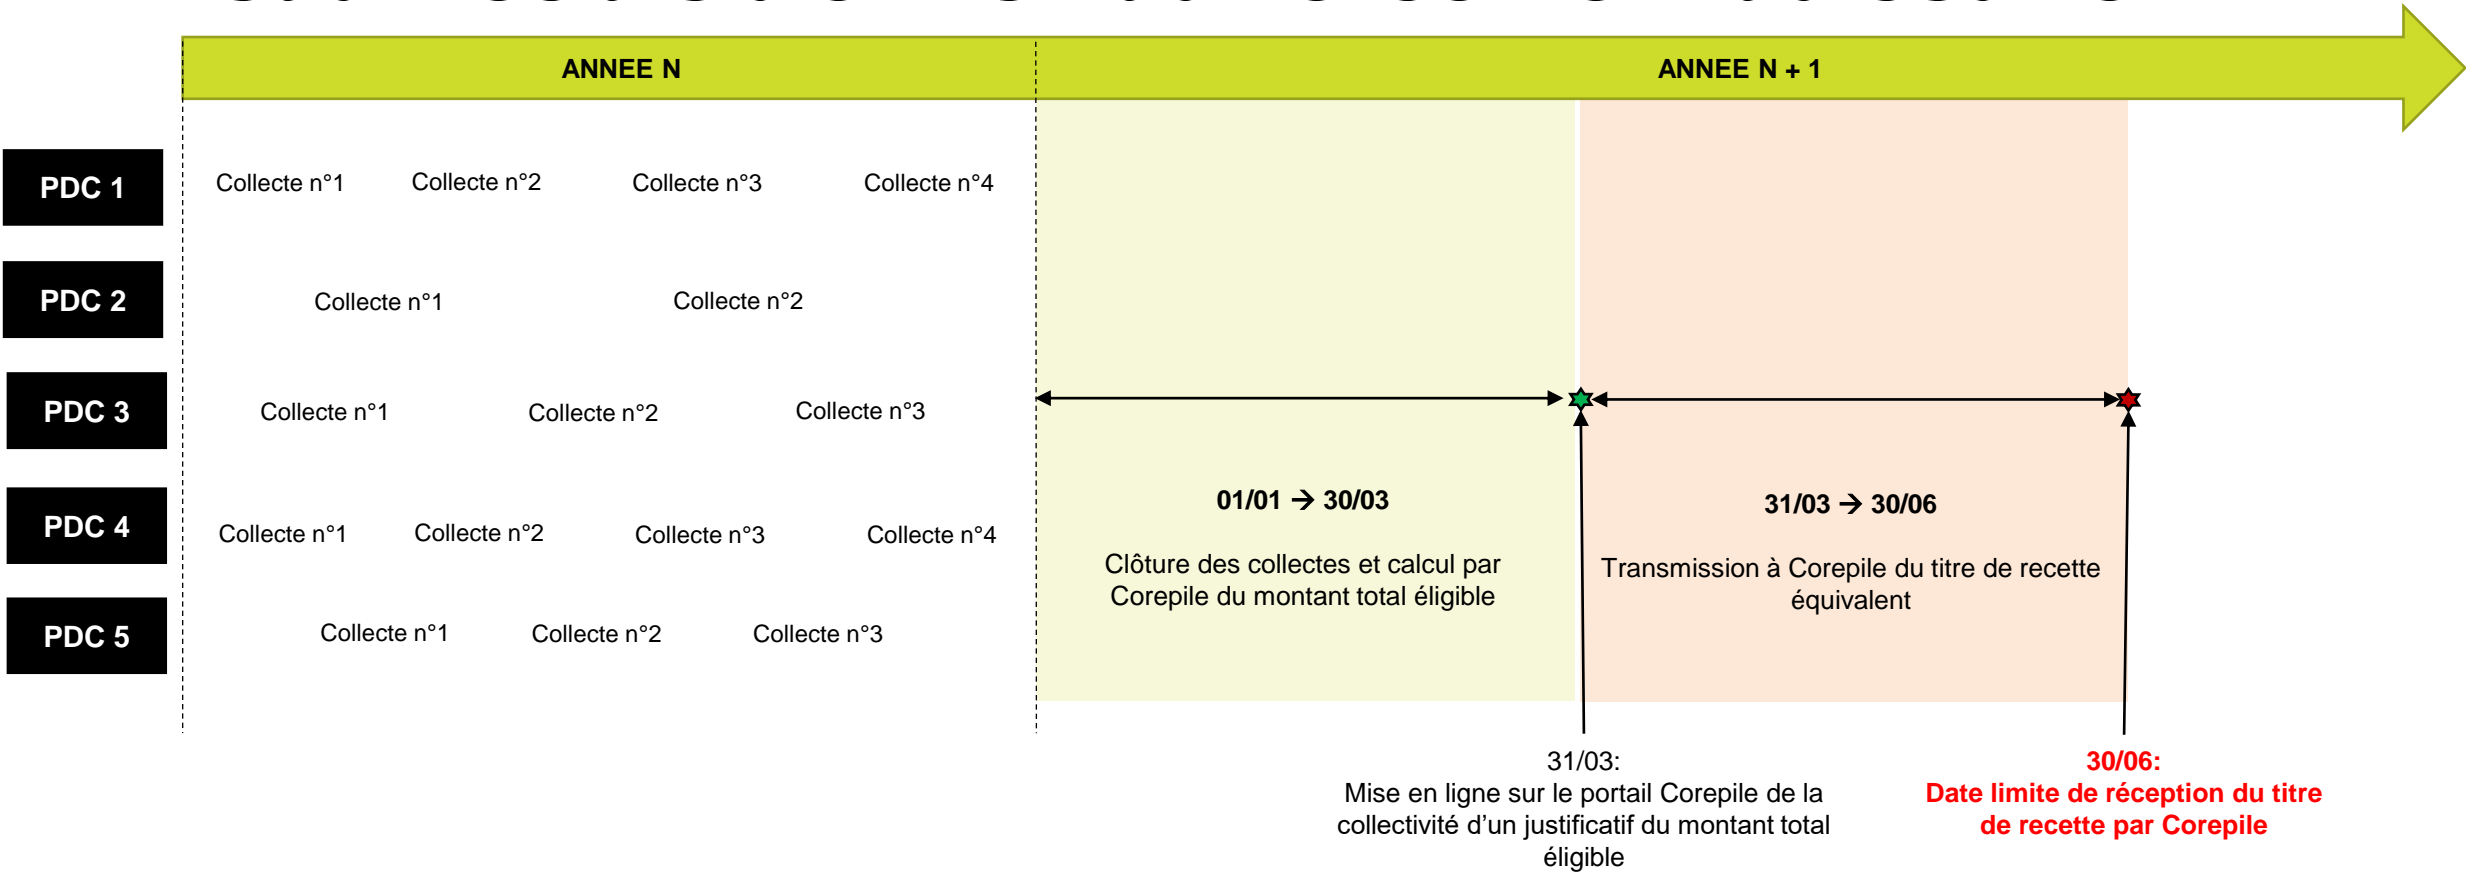 ANNEE N
ANNEE N + 1
PDC 1
Collecte n°1
Collecte n°2
Collecte n°3
Collecte n°4
PDC 2
Collecte n°1
Collecte n°2
PDC 3
Collecte n°1
Collecte n°2
Collecte n°3
PDC 4
Collecte n°1
Collecte n°2
Collecte n°3
Collecte n°4
PDC 5
Collecte n°1
Collecte n°2
Collecte n°3
01/01 → 30/03
Clôture des collectes et calcul par
Corepile du montant total éligible
31/03 → 30/06
Transmission à Corepile du titre de recette
équivalent
31/03:
Mise en ligne sur le portail Corepile de la
collectivité d'un justificatif du montant total
éligible
30/06:
Date limite de réception du titre
de recette par Corepile